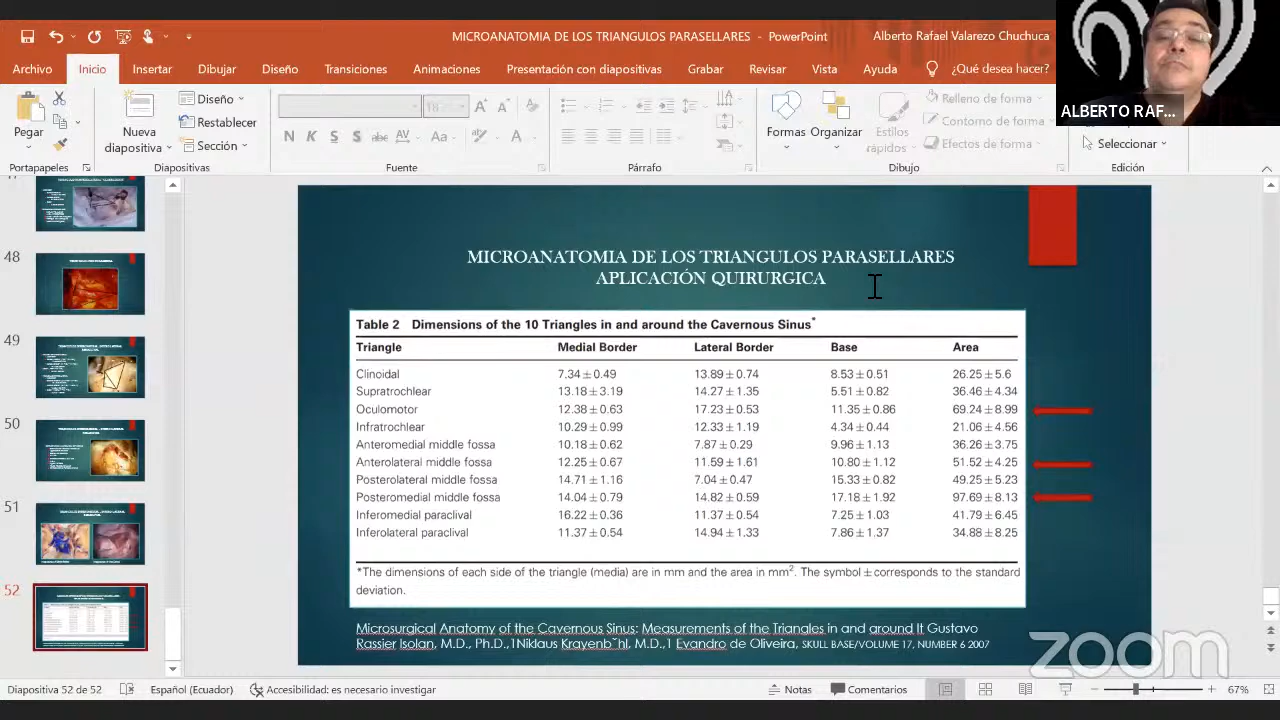 MICROANATOMIA DE LOS TRIANGULOS PARASELLARES - PowerPoint
Alberto Rafael Valarezo Chuchuca
Archivo Inicio Insertar Dibujar Diseño Transiciones Animaciones Presentación con diapositivas Grabar Revisar Vista Ayuda ¿Qué desea hacer?
ALBERTO RAF...
Pegar
Nueva diapositiva
Diseño
Restablecer
Sección
18
N K S S abc AV Aa A
Formas Organizar Estilos rápidos
Relleno de forma
Contorno de forma
Efectos de forma
Seleccionar
Portapapeles Diapositivas Fuente Párrafo Dibujo Edición
48
49
50
51
52
MICROANATOMIA DE LOS TRIANGULOS PARASELLARES
APLICACIÓN QUIRURGICA
Table 2 Dimensions of the 10 Triangles in and around the Cavernous Sinus*
Triangle Medial Border Lateral Border Base Area
Clinoidal 7.34 ± 0.49 13.89 ± 0.74 8.53 ± 0.51 26.25 ± 5.6
Supratrochlear 13.18 ± 3.19 14.27 ± 1.35 5.51 ± 0.82 36.46 ± 4.34
Oculomotor 12.38 ± 0.63 17.23 ± 0.53 11.35 ± 0.86 69.24 ± 8.99
Infratrochlear 10.29 ± 0.99 12.33 ± 1.19 4.34 ± 0.44 21.06 ± 4.56
Anteromedial middle fossa 10.18 ± 0.62 7.87 ± 0.29 9.96 ± 1.13 36.26 ± 3.75
Anterolateral middle fossa 12.25 ± 0.67 11.59 ± 1.61 10.80 ± 1.12 51.52 ± 4.25
Posterolateral middle fossa 14.71 ± 1.16 7.04 ± 0.47 15.33 ± 0.82 49.25 ± 5.23
Posteromedial middle fossa 14.04 ± 0.79 14.82 ± 0.59 17.18 ± 1.92 97.69 ± 8.13
Inferomedial paraclival 16.22 ± 0.36 11.37 ± 0.54 7.25 ± 1.03 41.79 ± 6.45
Inferolateral paraclival 11.37 ± 0.54 14.94 ± 1.33 7.86 ± 1.37 34.88 ± 8.25
*The dimensions of each side of the triangle (media) are in mm and the area in mm². The symbol ± corresponds to the standard
deviation.
Microsurgical Anatomy of the Cavernous Sinus: Measurements of the Triangles in and around It Gustavo
Rassier Isolan, M.D., Ph.D.,1Niklaus Krayenb¨hl, M.D.,1 Evandro de Oliveira, SKULL BASE/VOLUME 17, NUMBER 6 2007
zoom
Diapositiva 52 de 52 Español (Ecuador) Accesibilidad: es necesario investigar Notas Comentarios 67%